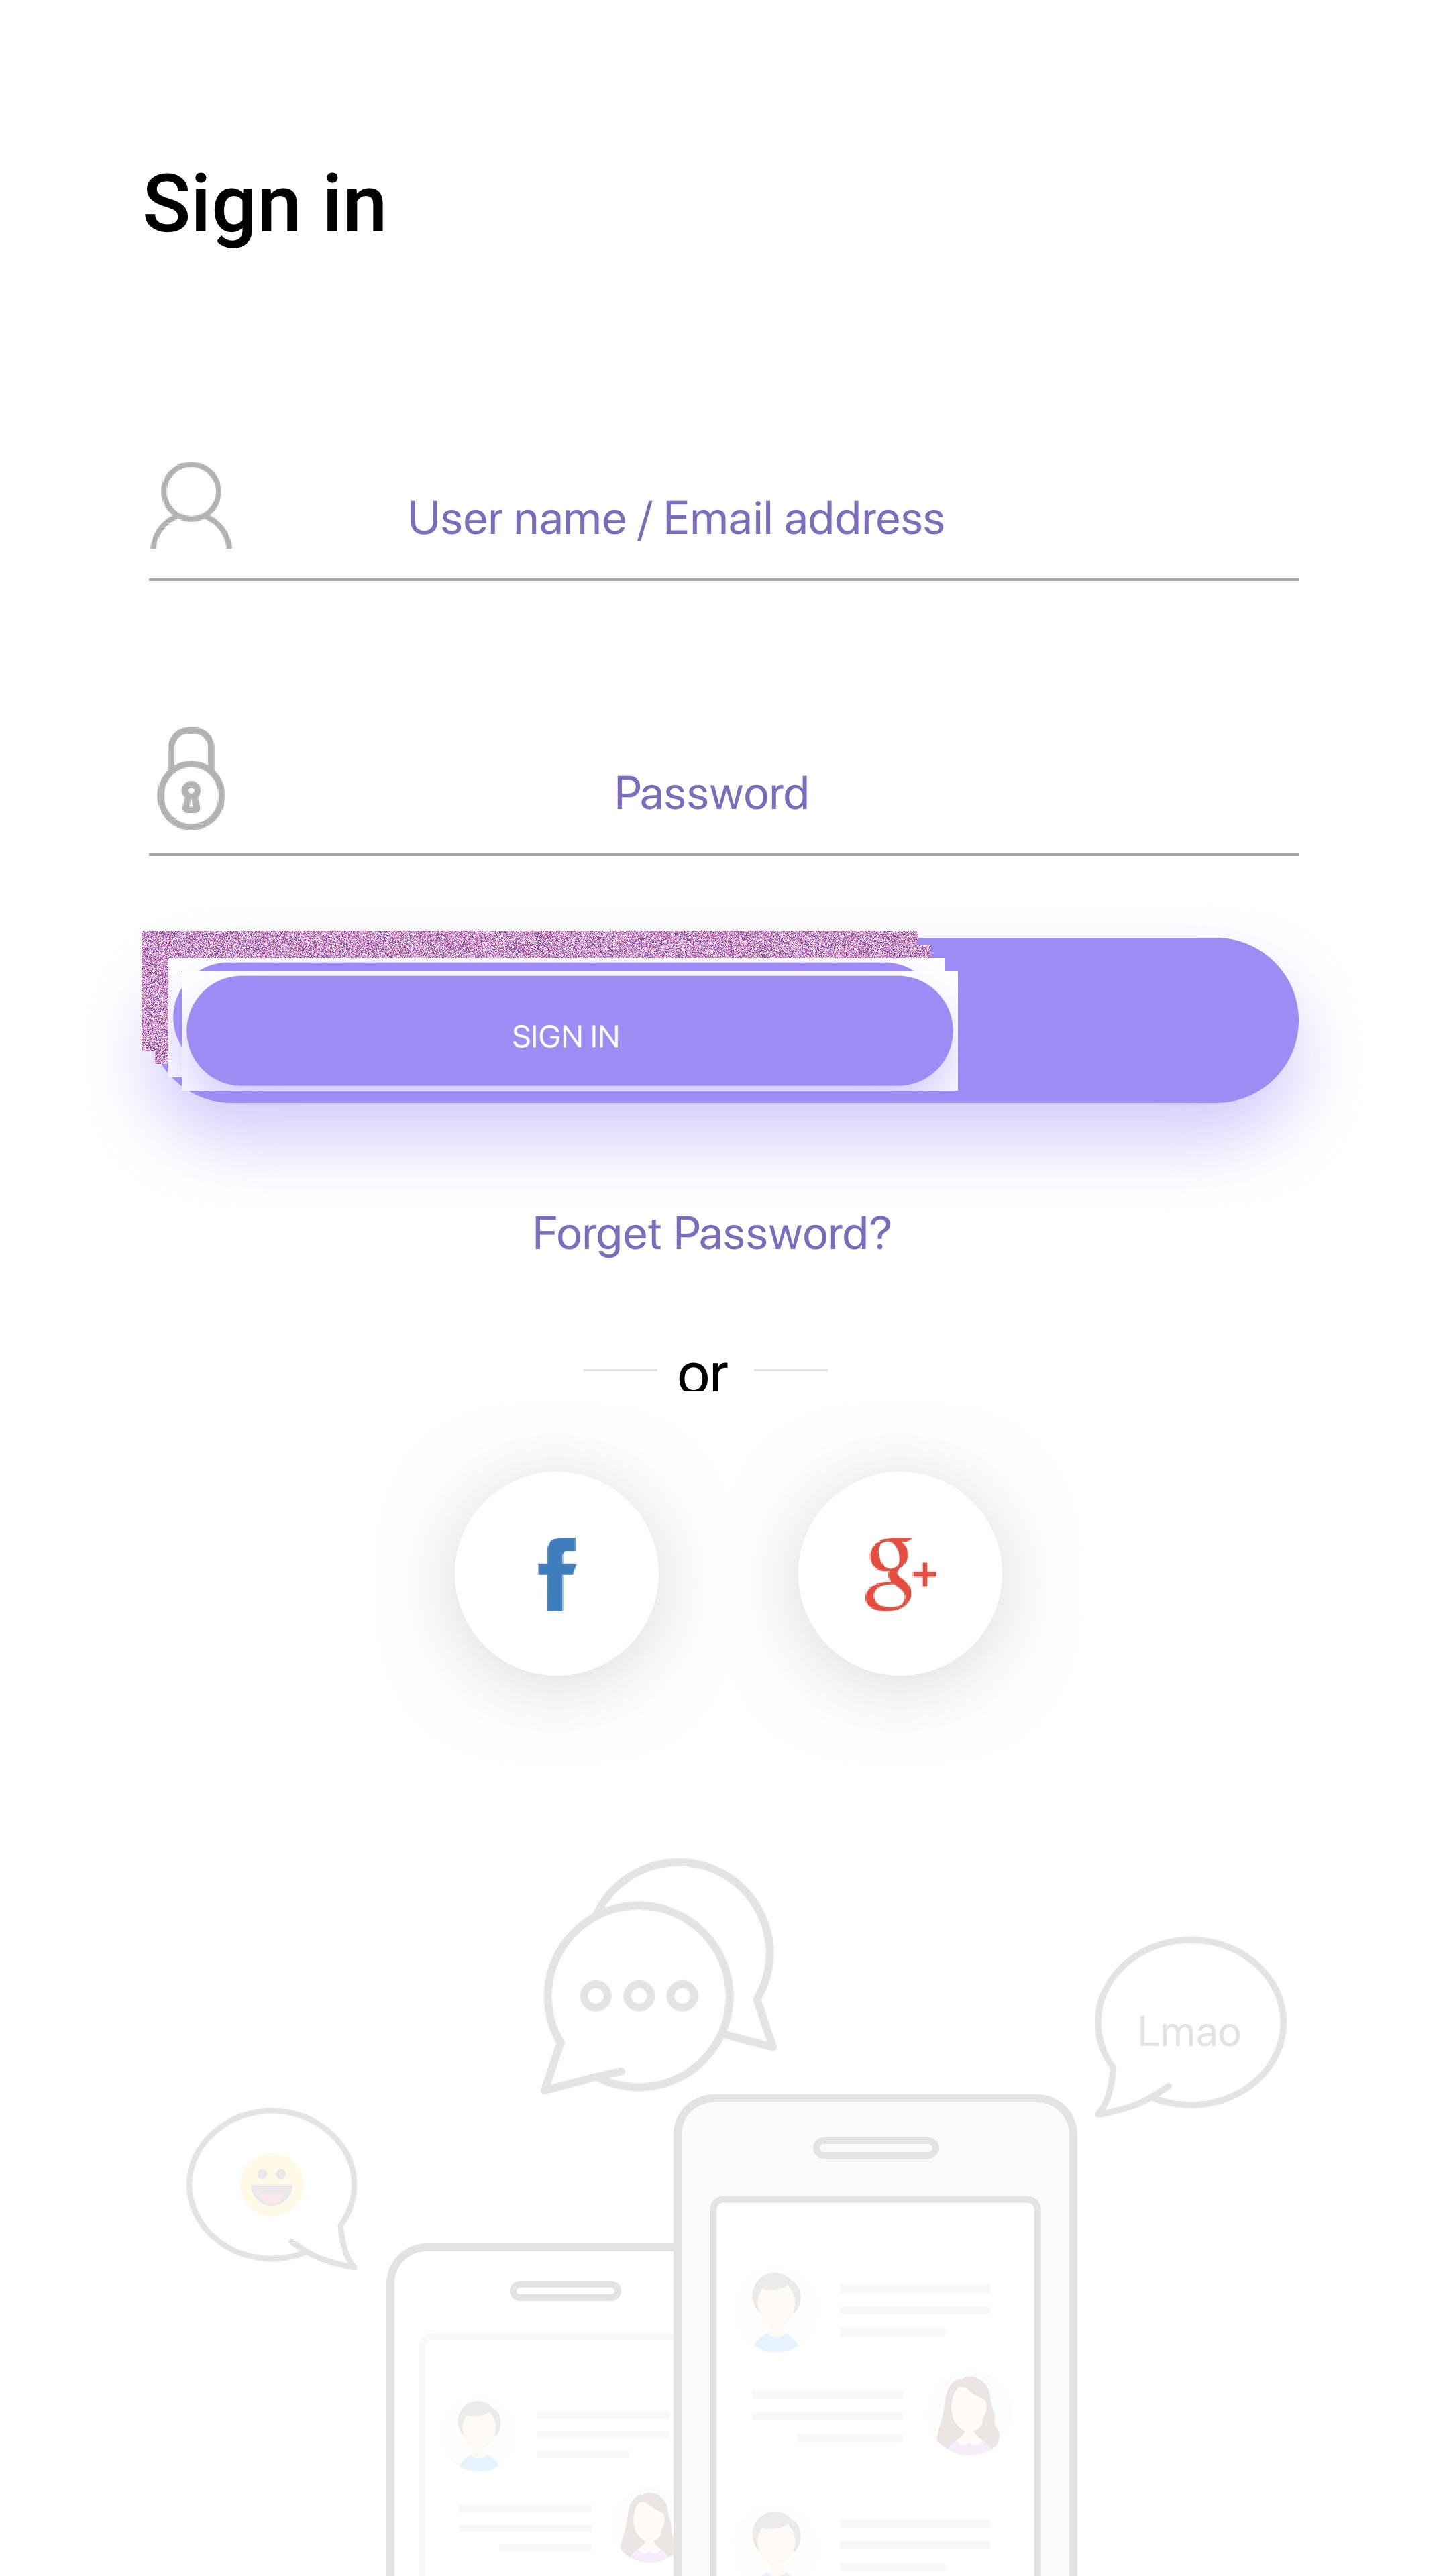 Sign in
User name / Email address
Password
SIGN IN
Forget Password?
or
f
g+
Lmao